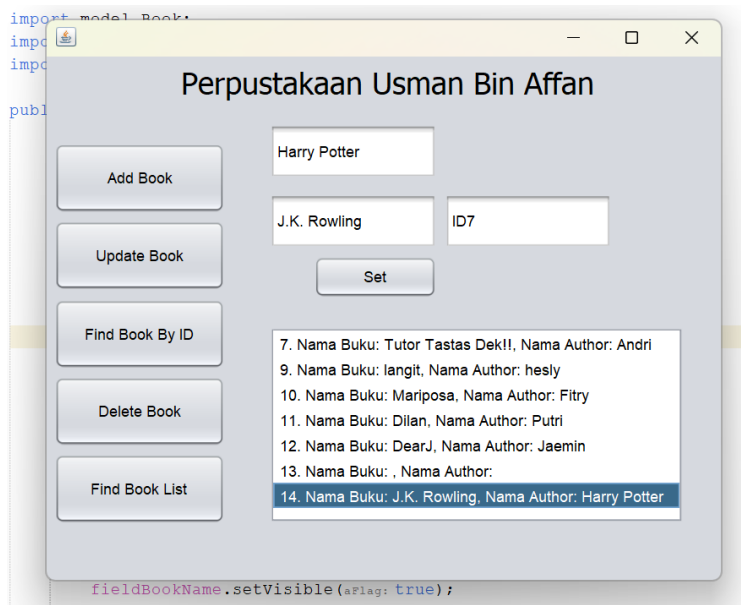 import model.Book;
impo
impo
publ
Perpustakaan Usman Bin Affan
Harry Potter
Add Book
J.K. Rowling
ID7
Update Book
Set
Find Book By ID
7. Nama Buku: Tutor Tastas Dek!!, Nama Author: Andri
9. Nama Buku: langit, Nama Author: hesly
10. Nama Buku: Mariposa, Nama Author: Fitry
Delete Book
11. Nama Buku: Dilan, Nama Author: Putri
12. Nama Buku: DearJ, Nama Author: Jaemin
13. Nama Buku: , Nama Author:
Find Book List
14. Nama Buku: J.K. Rowling, Nama Author: Harry Potter
fieldBookName.setVisible(aFlag: true);